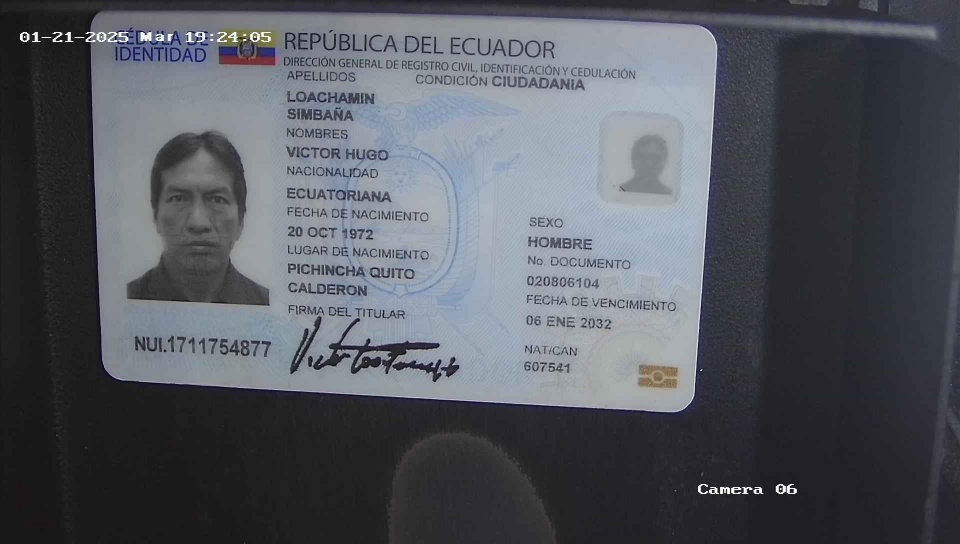 01-21-2025 Mar 19:24:05
CÉDULA DE
IDENTIDAD
REPÚBLICA DEL ECUADOR
DIRECCIÓN GENERAL DE REGISTRO CIVIL, IDENTIFICACIÓN Y CEDULACIÓN
APELLIDOS
CONDICIÓN CIUDADANÍA
LOACHAMIN
SIMBAÑA
NOMBRES
VICTOR HUGO
NACIONALIDAD
ECUATORIANA
FECHA DE NACIMIENTO
20 OCT 1972
LUGAR DE NACIMIENTO
PICHINCHA QUITO
CALDERON
FIRMA DEL TITULAR
SEXO
HOMBRE
No. DOCUMENTO
020806104
FECHA DE VENCIMIENTO
06 ENE 2032
NAT/CAN
607541
NUI.1711754877
Camera 06